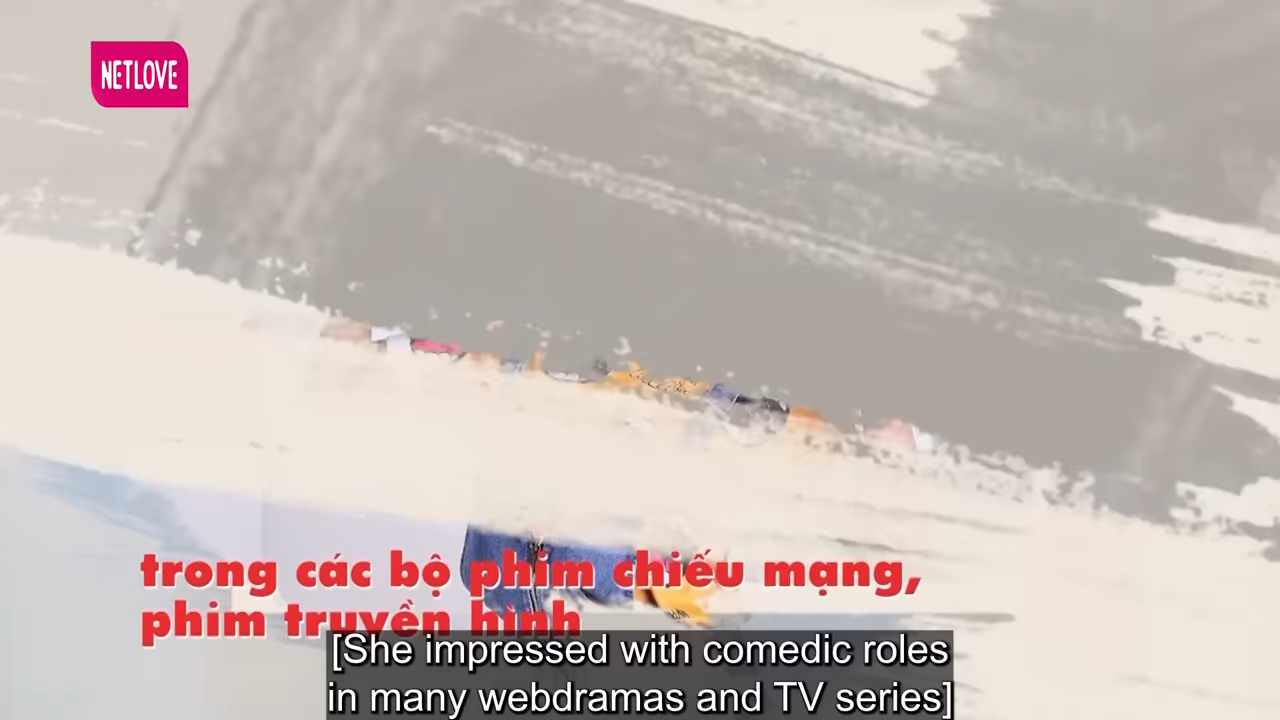 NETLOVE
trong các bộ phim chiếu mạng,
phim truyền hình
[She impressed with comedic roles
in many webdramas and TV series]